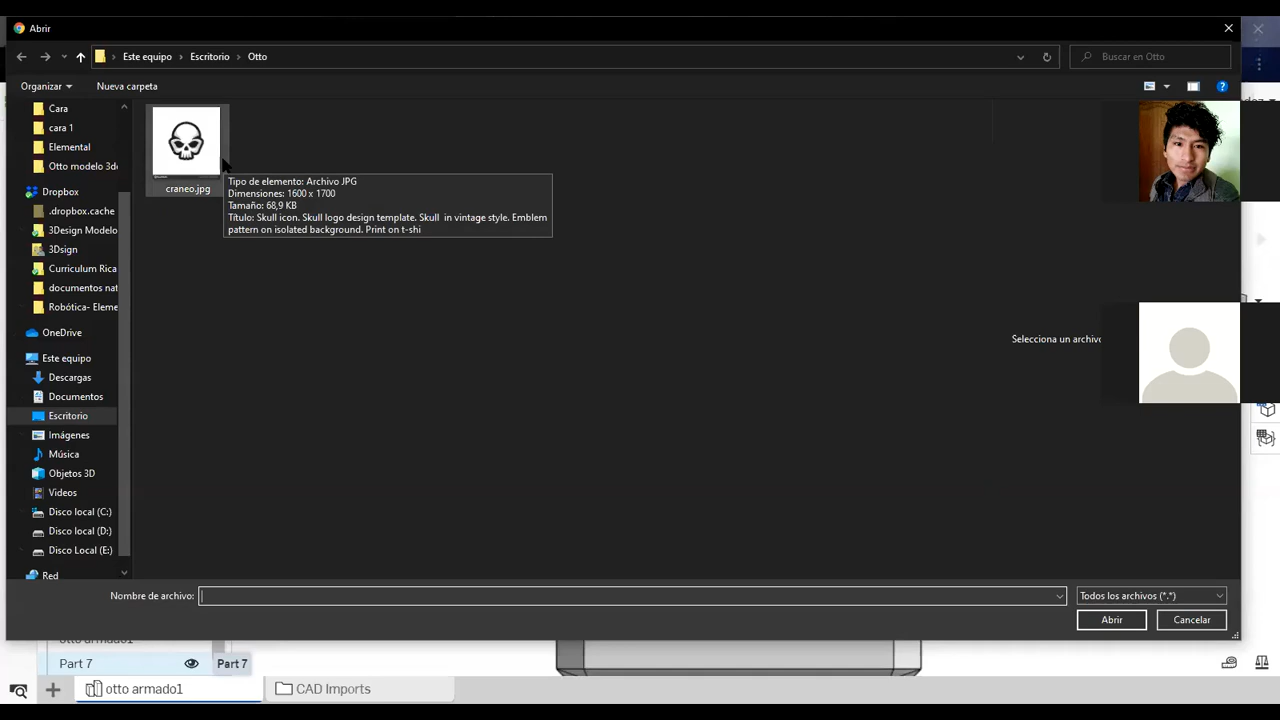 Abrir
Este equipo
Escritorio
Otto
Buscar en Otto
Organizar
Nueva carpeta
Cara
cara 1
Elemental
Otto modelo 3d
Dropbox
.dropbox.cache
3Design Modelo
3Dsign
Curriculum Rica
documentos nat
Robótica- Eleme
OneDrive
Este equipo
Descargas
Documentos
Escritorio
Imágenes
Música
Objetos 3D
Videos
Disco local (C:)
Disco local (D:)
Disco Local (E:)
Red
craneo.jpg
Tipo de elemento: Archivo JPG
Dimensiones: 1600 x 1700
Tamaño: 68,9 KB
Título: Skull icon. Skull logo design template. Skull in vintage style. Emblem
pattern on isolated background. Print on t-shi
Selecciona un archivo
Nombre de archivo:
Todos los archivos (*.*)
Abrir
Cancelar
otto armado1
Part 7
Part 7
otto armado1
CAD Imports